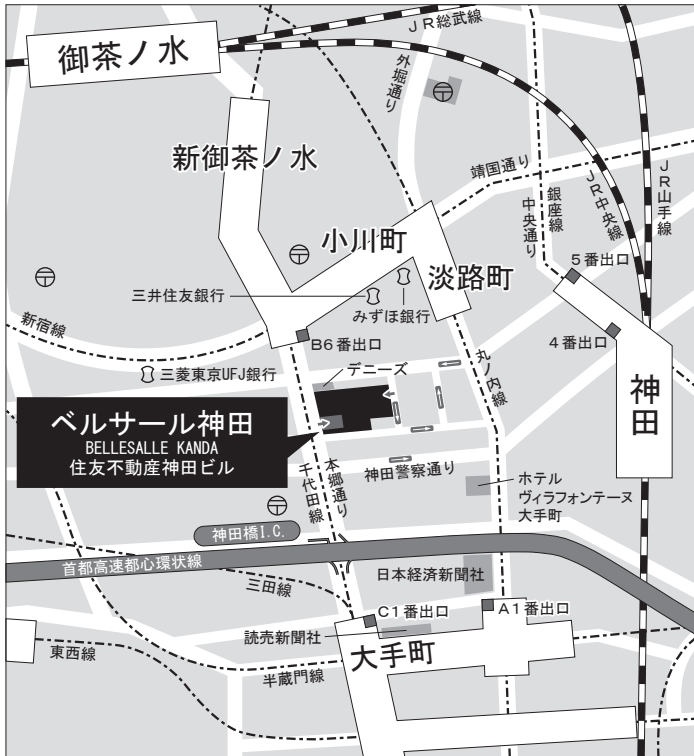 JR総武線
御茶ノ水
外堀通り
新御茶ノ水
靖国通り
JR中央線
JR山手線
銀座線
中央通り
小川町
淡路町
5番出口
三井住友銀行
みずほ銀行
新宿線
B6番出口
4番出口
デニーズ
丸ノ内線
三菱東京UFJ銀行
神田
ベルサール神田
BELLESALLE KANDA
住友不動産神田ビル
本郷通り
千代田線
神田警察通り
ホテル
ヴィラフォンテーヌ
大手町
神田橋I.C.
首都高速都心環状線
日本経済新聞社
三田線
C1番出口
A1番出口
読売新聞社
大手町
東西線
半蔵門線